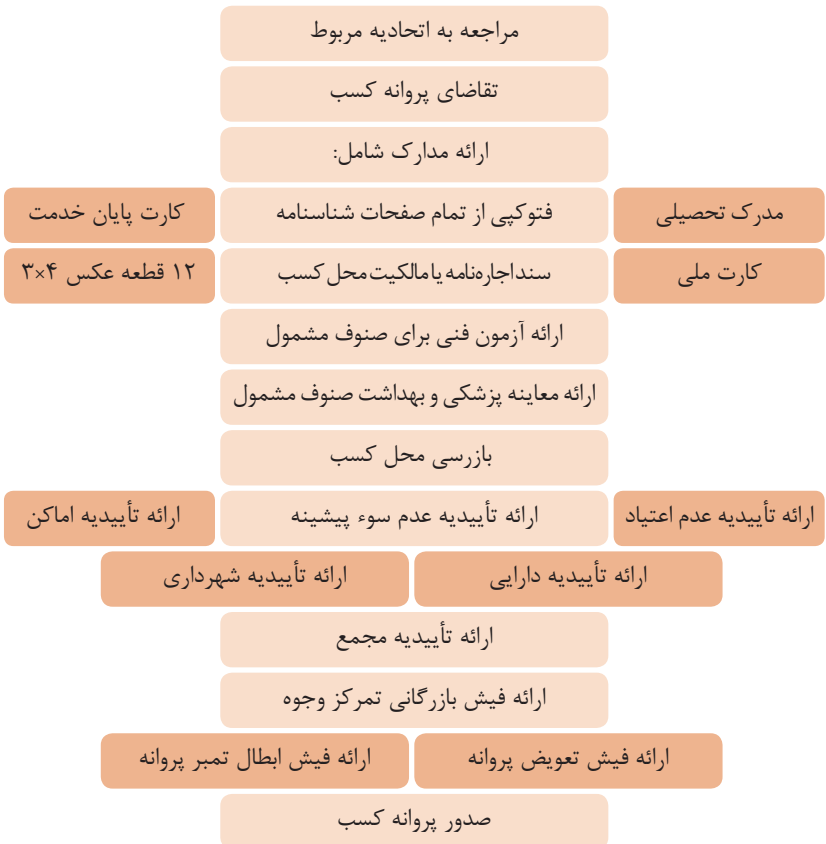 مراجعه به اتحادیه مربوط
تقاضای پروانه کسب
ارائه مدارک شامل:
مدرک تحصیلی
فتوکپی از تمام صفحات شناسنامه
کارت پایان خدمت
کارت ملی
سند اجاره‌نامه یا مالکیت محل کسب
۱۲ قطعه عکس ۴×۳
ارائه آزمون فنی برای صنوف مشمول
ارائه معاینه پزشکی و بهداشت صنوف مشمول
بازرسی محل کسب
ارائه تأییدیه عدم اعتیاد
ارائه تأییدیه عدم سوء پیشینه
ارائه تأییدیه اماکن
ارائه تأییدیه دارایی
ارائه تأییدیه شهرداری
ارائه تأییدیه مجمع
ارائه فیش بازرگانی تمرکز وجوه
ارائه فیش تعویض پروانه
ارائه فیش ابطال تمبر پروانه
صدور پروانه کسب